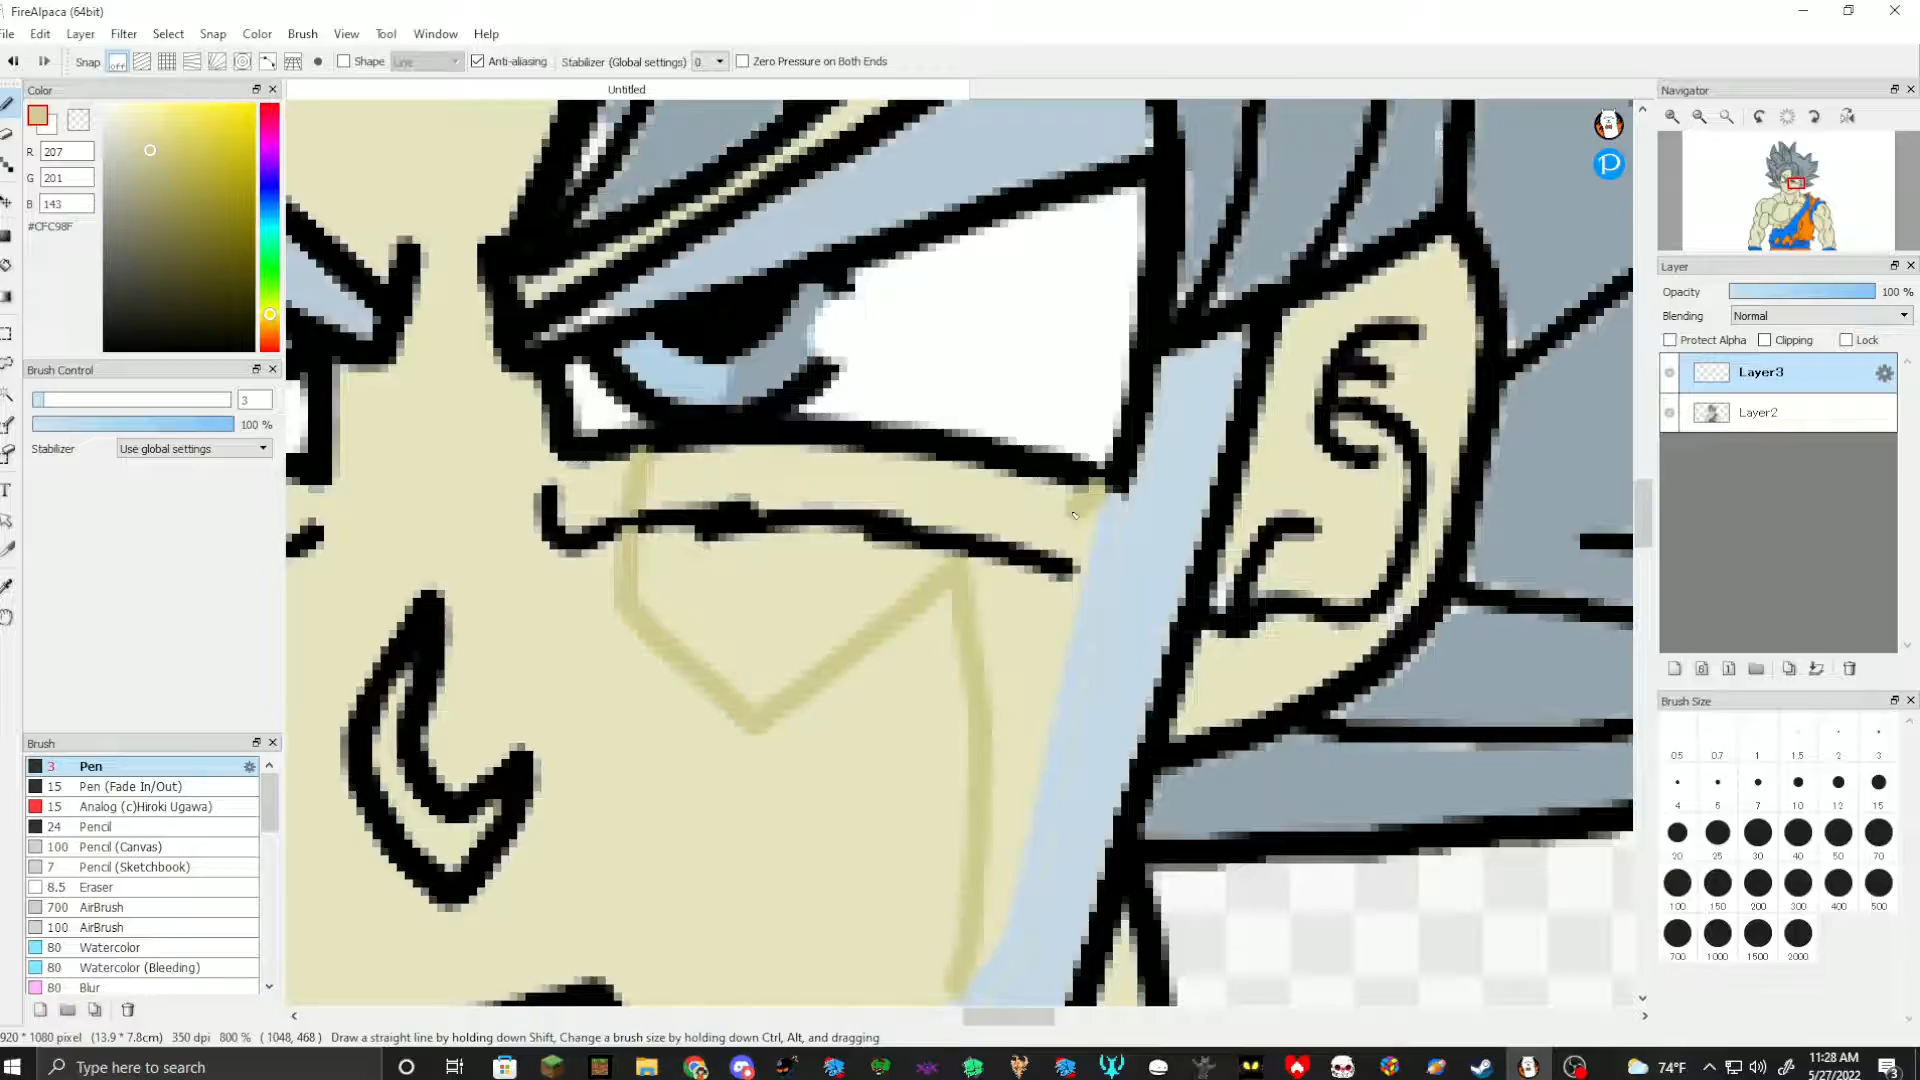 FireAlpaca (64bit)
File Edit Layer Filter Select Snap Color Brush View Tool Window Help
Snap off Shape Line Anti-aliasing Stabilizer (Global settings) 0 Zero Pressure on Both Ends
Color
Untitled
Navigator
R 207
G 201
B 143
#CFC98F
Layer
Opacity 100 %
Blending Normal
Protect Alpha Clipping Lock
Layer3
Layer2
Brush Control
3
100 %
Stabilizer Use global settings
Brush
3 Pen
15 Pen (Fade In/Out)
15 Analog (c)Hiroki Ugawa)
24 Pencil
100 Pencil (Canvas)
7 Pencil (Sketchbook)
8.5 Eraser
700 AirBrush
100 AirBrush
80 Watercolor
80 Watercolor (Bleeding)
80 Blur
Brush Size
0.5 0.7 1 1.5 2 3
4 5 7 10 12 15
20 25 30 40 50 70
100 150 200 300 400 500
700 1000 1500 2000
920 * 1080 pixel (13.9 * 7.8cm) 350 dpi 800 % ( 1048, 468 ) Draw a straight line by holding down Shift, Change a brush size by holding down Ctrl, Alt, and dragging
Type here to search
74°F
11:28 AM
5/27/2022
3